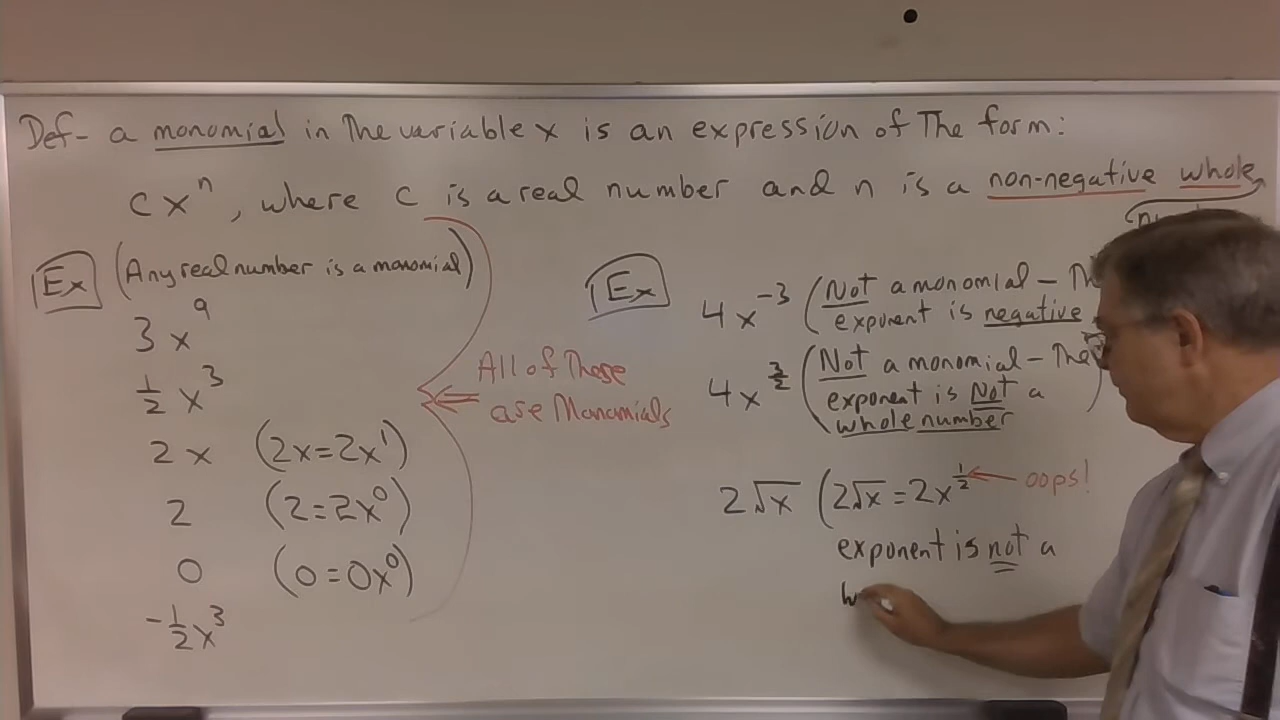 Def- a monomial in The variable x is an expression of The form:
cxⁿ, where c is a real number and n is a non-negative whole
Ex (Any real number is a monomial)
3x⁹
½x³
2x (2x=2x¹)
2 (2=2x⁰)
0 (0=0x⁰)
-½x³
All of These
are Monomials
Ex
4x⁻³ (Not a monomial - The
exponent is negative
4x^(3/2) (Not a monomial - The
exponent is Not a
whole number)
2√x (2√x=2x^(1/2) ← oops!
exponent is not a